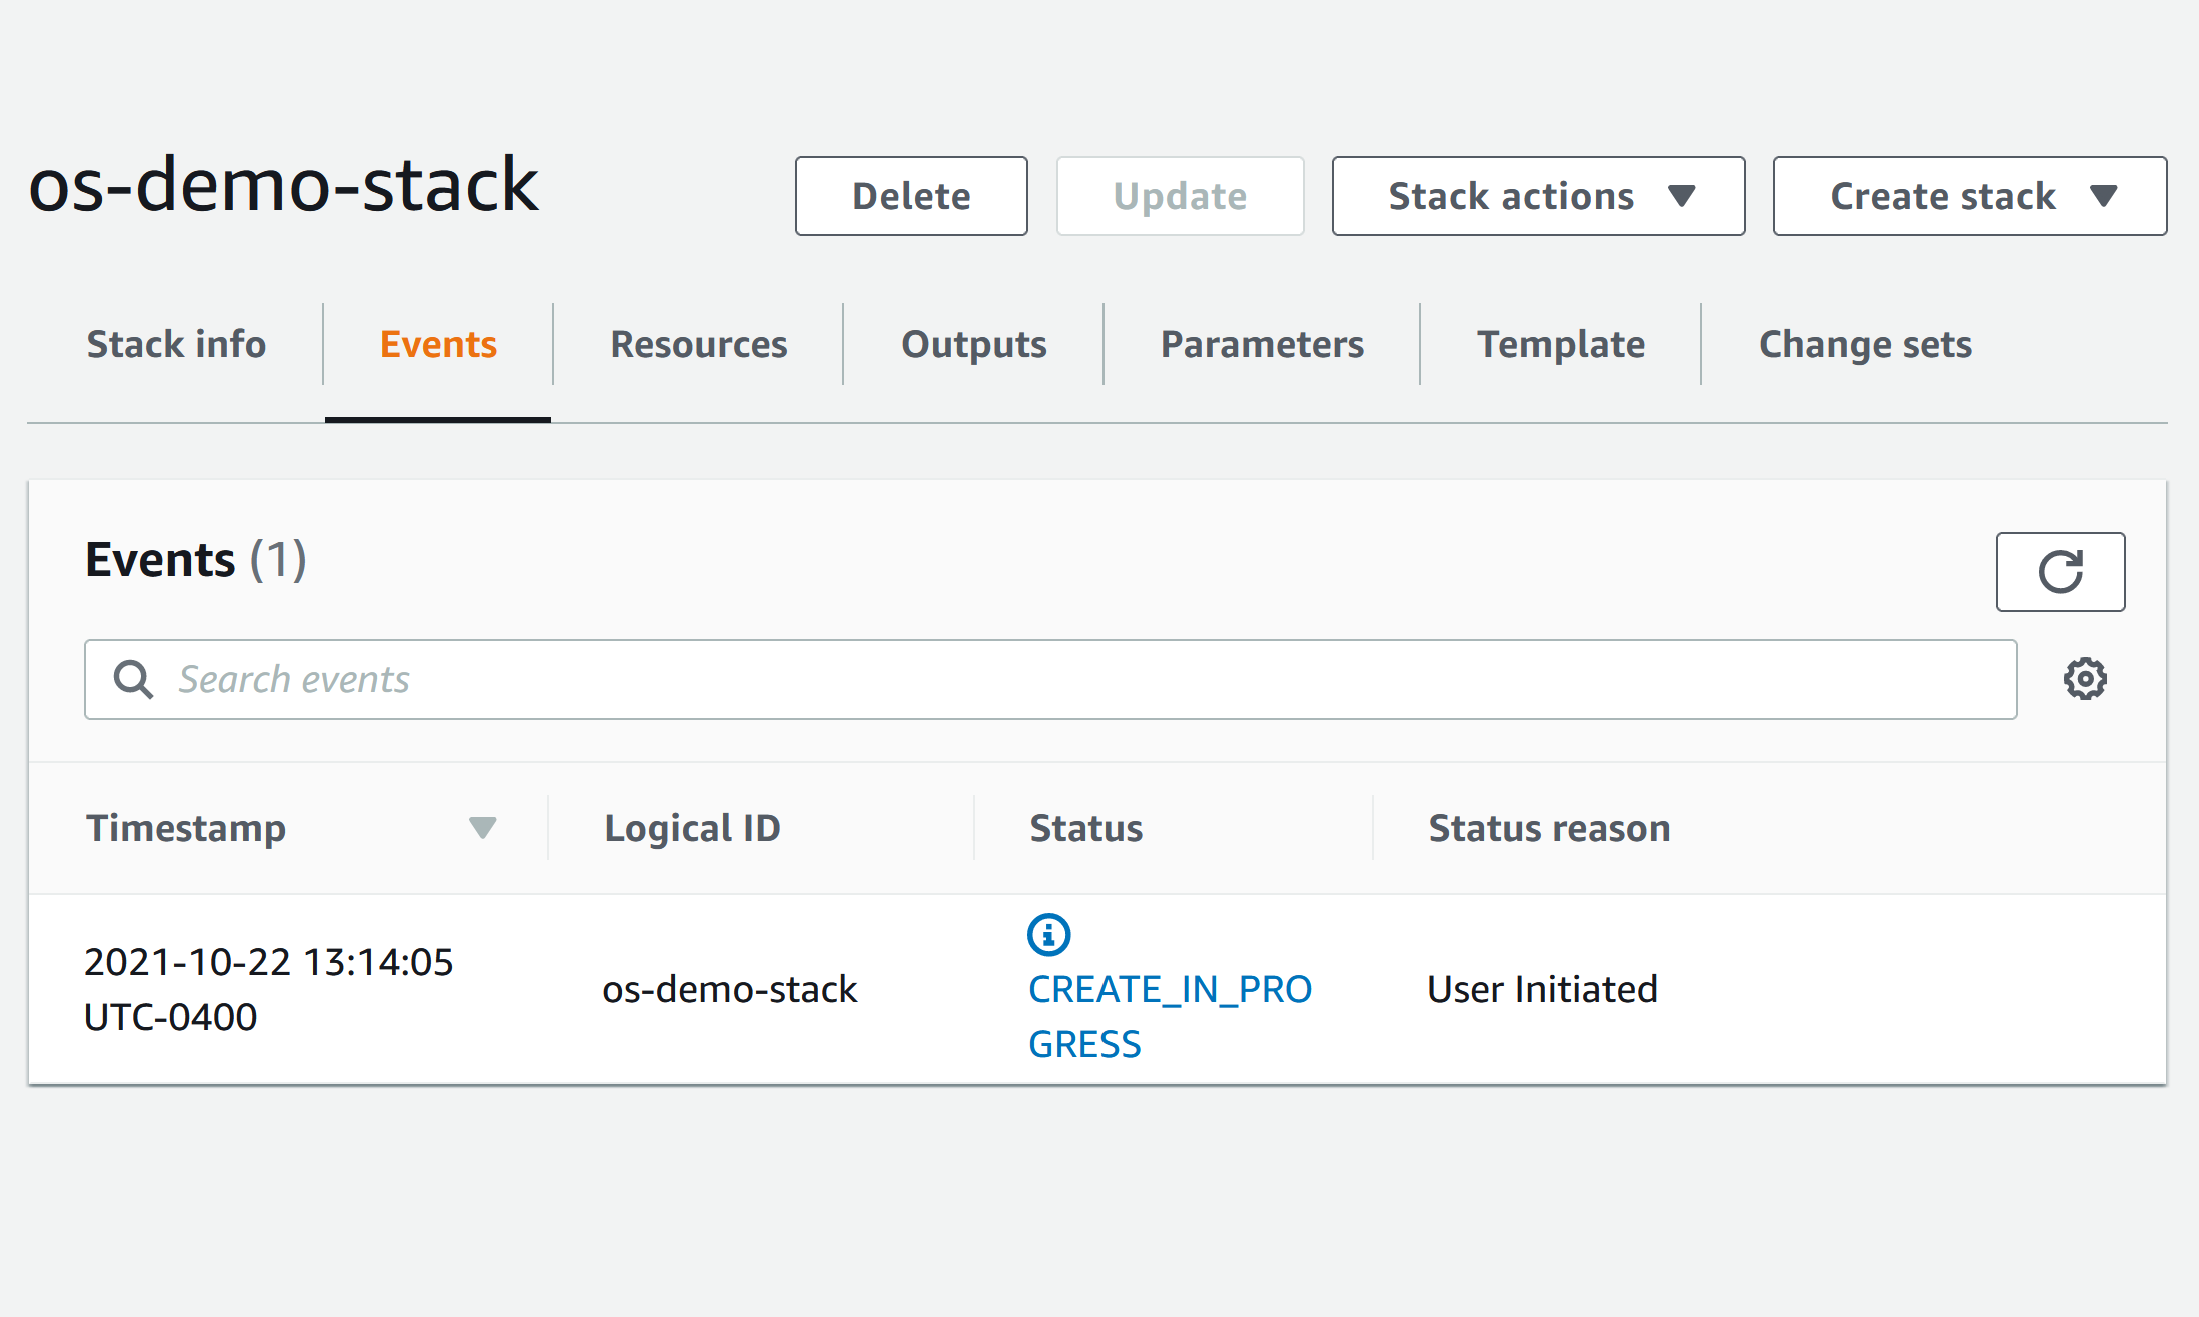 os-demo-stack
Delete
Update
Stack actions
Create stack
Stack info
Events
Resources
Outputs
Parameters
Template
Change sets
Events (1)
Search events
Timestamp
Logical ID
Status
Status reason
2021-10-22 13:14:05
UTC-0400
os-demo-stack
CREATE_IN_PRO
GRESS
User Initiated